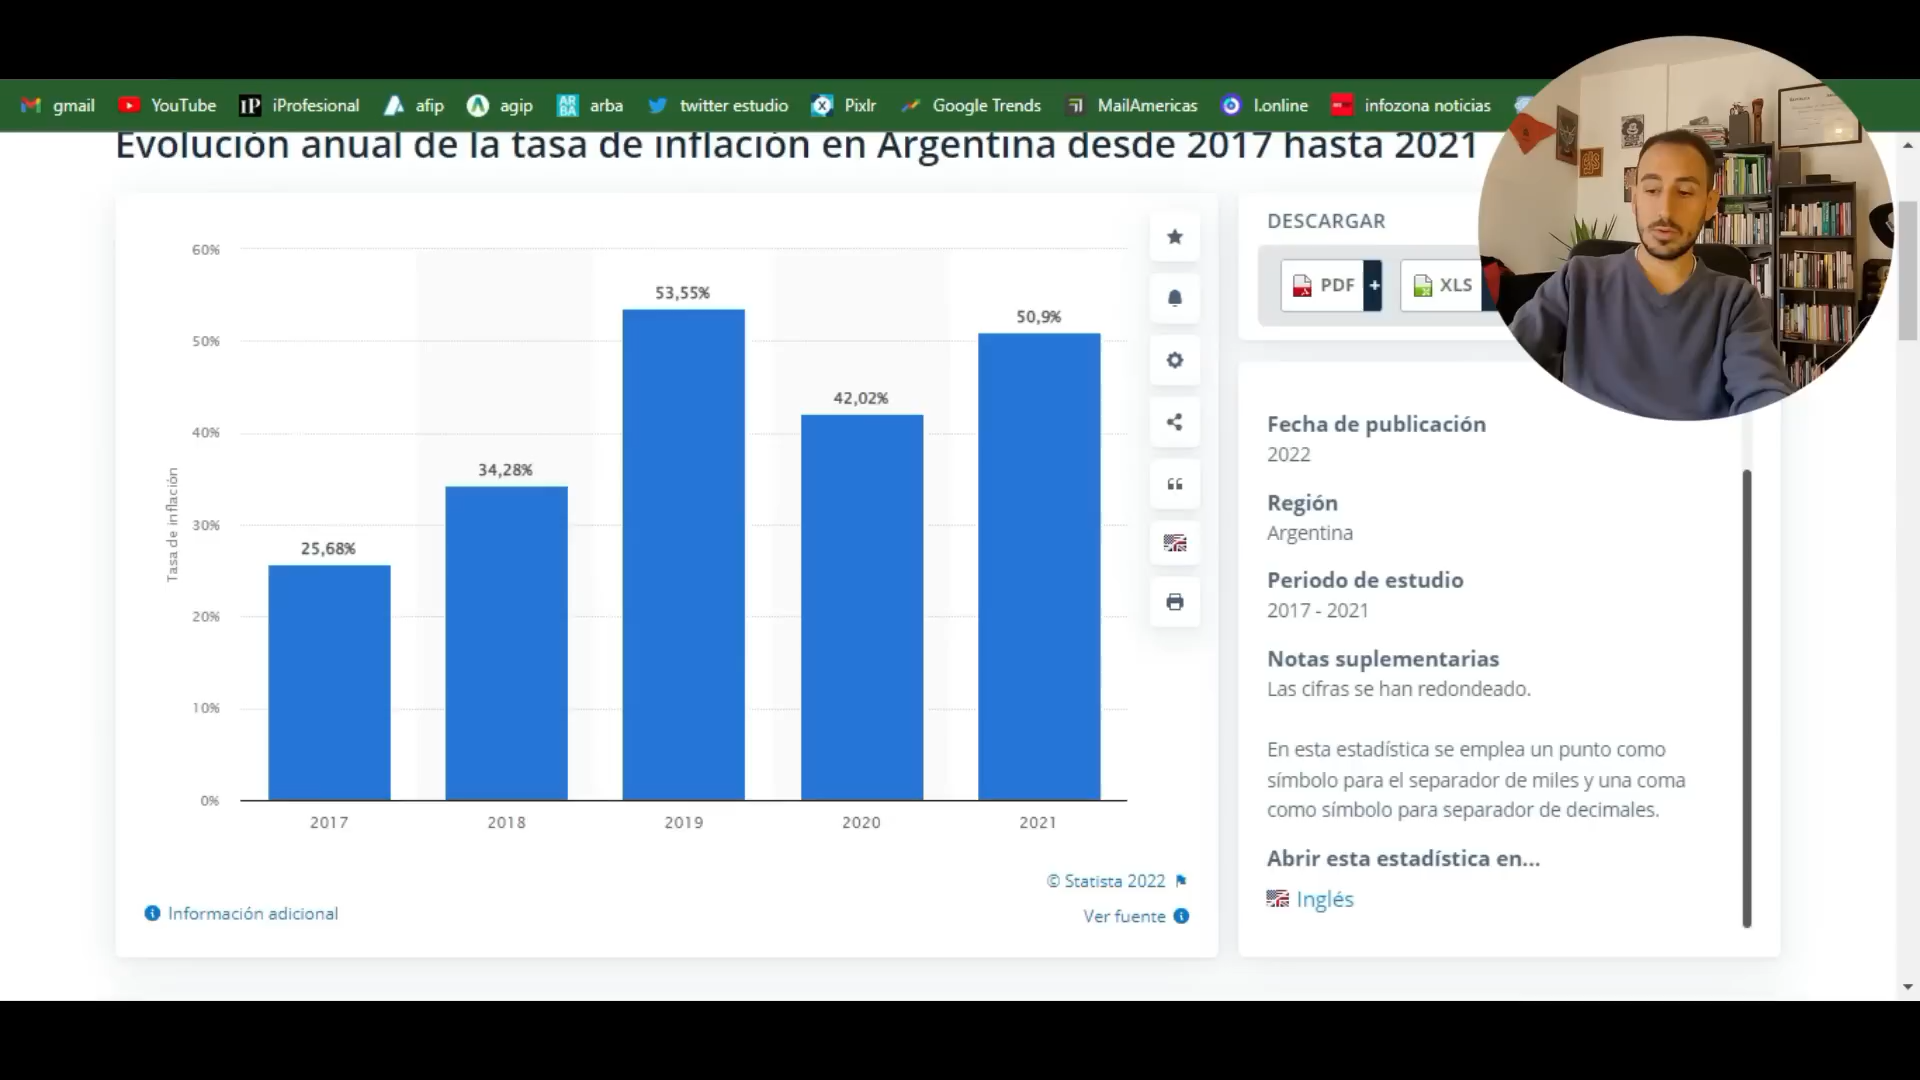 gmail YouTube iProfesional afip agip arba twitter estudio Pixlr Google Trends MailAmericas l.online infozona noticias
Evolución anual de la tasa de inflación en Argentina desde 2017 hasta 2021
DESCARGAR
PDF + XLS
60%
50%
40%
30%
20%
10%
0%
Tasa de inflación
25,68%
34,28%
53,55%
42,02%
50,9%
2017 2018 2019 2020 2021
Información adicional
© Statista 2022
Ver fuente
Fecha de publicación
2022
Región
Argentina
Periodo de estudio
2017 - 2021
Notas suplementarias
Las cifras se han redondeado.
En esta estadística se emplea un punto como
símbolo para el separador de miles y una coma
como símbolo para separador de decimales.
Abrir esta estadística en...
Inglés